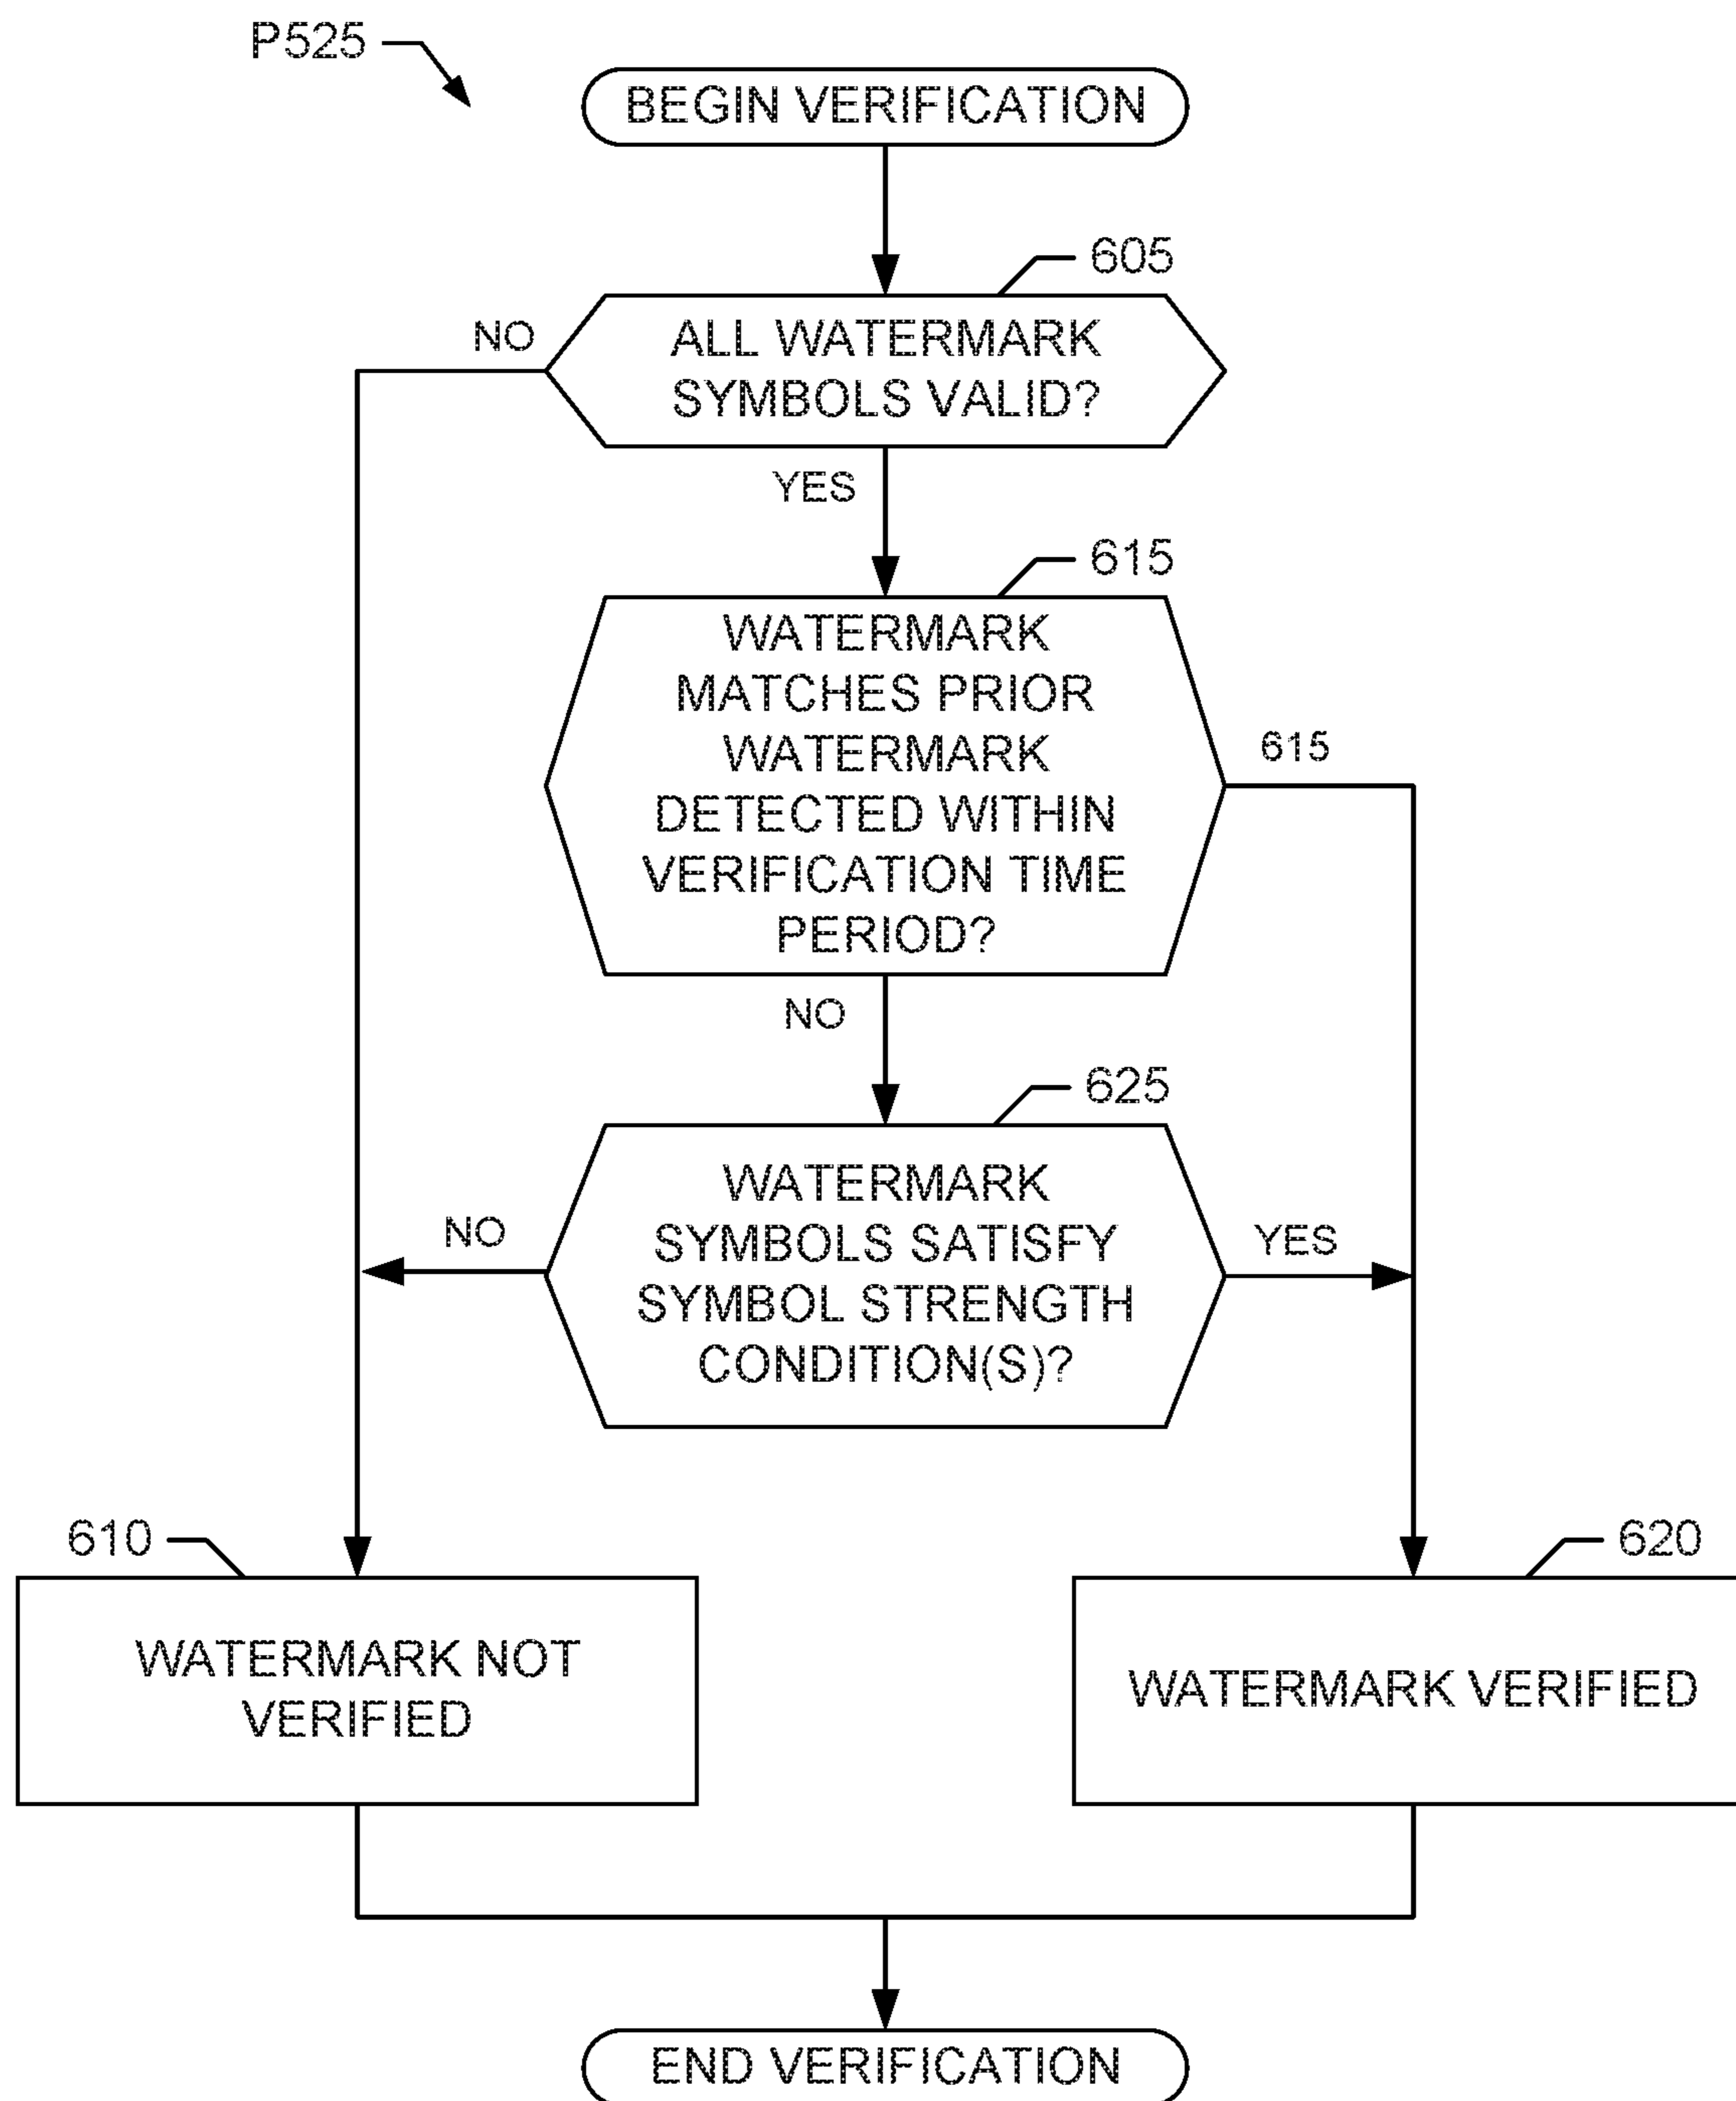 P525
BEGIN VERIFICATION
605
NO
ALL WATERMARK
SYMBOLS VALID?
YES
615
WATERMARK
MATCHES PRIOR
WATERMARK
DETECTED WITHIN
VERIFICATION TIME
PERIOD?
615
NO
625
WATERMARK
SYMBOLS SATISFY
SYMBOL STRENGTH
CONDITION(S)?
NO
YES
610
WATERMARK NOT
VERIFIED
620
WATERMARK VERIFIED
END VERIFICATION